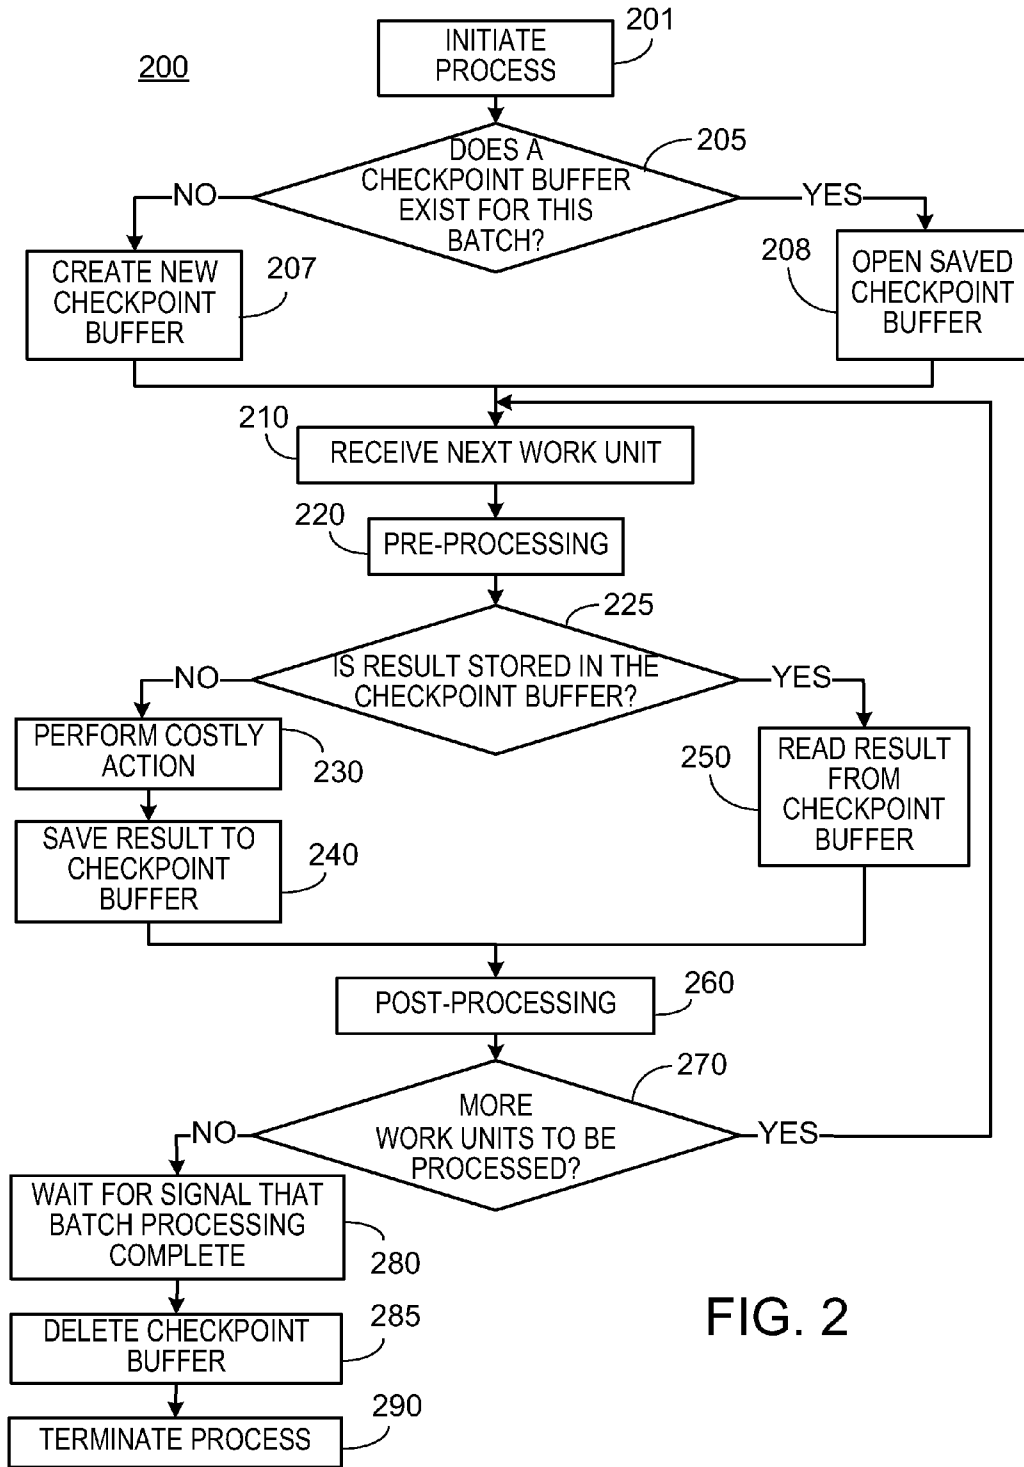 200
INITIATE
PROCESS
201
DOES A
CHECKPOINT BUFFER
EXIST FOR THIS
BATCH?
205
NO
YES
CREATE NEW
CHECKPOINT
BUFFER
207
208
OPEN SAVED
CHECKPOINT
BUFFER
210
RECEIVE NEXT WORK UNIT
220
PRE-PROCESSING
225
IS RESULT STORED IN THE
CHECKPOINT BUFFER?
NO
YES
PERFORM COSTLY
ACTION
230
250
READ RESULT
FROM
CHECKPOINT
BUFFER
SAVE RESULT TO
CHECKPOINT
BUFFER
240
POST-PROCESSING
260
270
MORE
WORK UNITS TO BE
PROCESSED?
NO
YES
WAIT FOR SIGNAL THAT
BATCH PROCESSING
COMPLETE
280
DELETE CHECKPOINT
BUFFER
285
TERMINATE PROCESS
290
FIG. 2